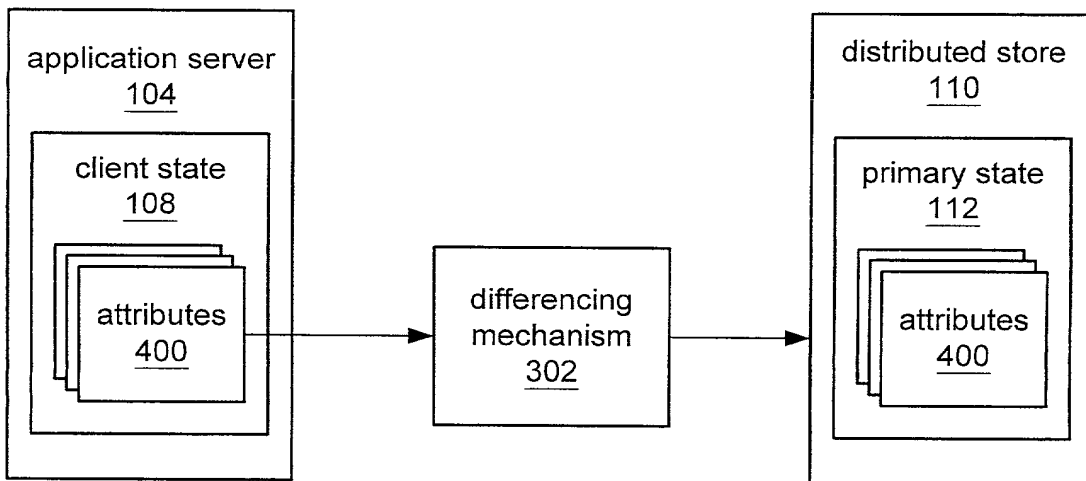 application server
104
client state
108
attributes
400
differencing
mechanism
302
distributed store
110
primary state
112
attributes
400